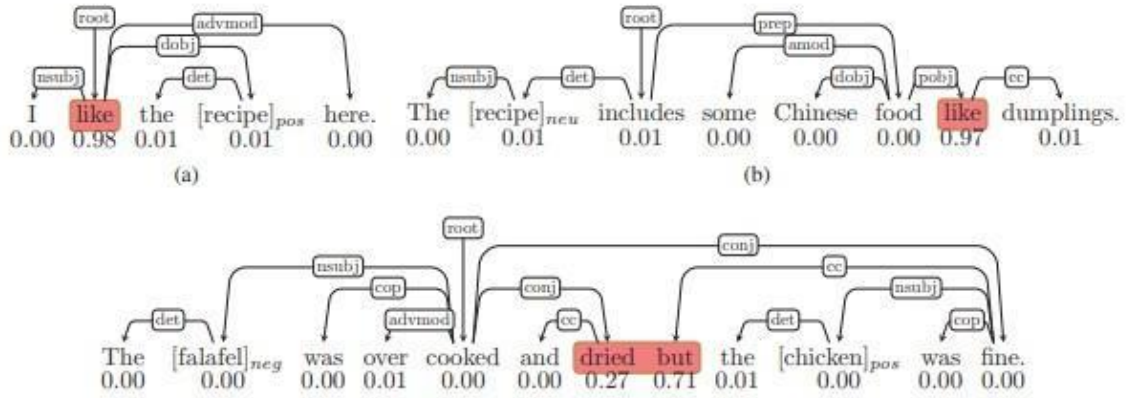 root advmod root prep
dobj amod
nsubj det nsubj det dobj pobj cc
I like the [recipe]pos here. The [recipe]neu includes some Chinese food like dumplings.
0.00 0.98 0.01 0.01 0.00 0.00 0.01 0.01 0.00 0.00 0.00 0.97 0.01
(a) (b)
root
conj
nsubj cc
cop conj nsubj
det advmod cc det cop
The [falafel]neg was over cooked and dried but the [chicken]pos was fine.
0.00 0.00 0.00 0.01 0.00 0.00 0.27 0.71 0.01 0.00 0.00 0.00